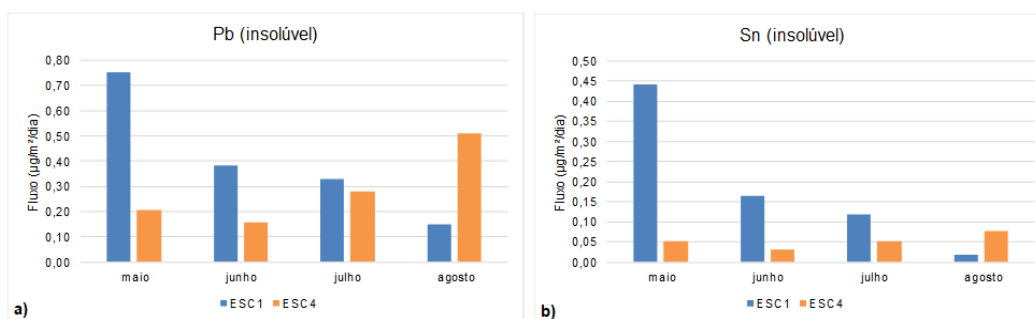 Pb (insolúvel)
Fluxo (µg/m²/dia)
0,80
0,70
0,60
0,50
0,40
0,30
0,20
0,10
0,00
maio junho julho agosto
ESC1 ESC4
a)
Sn (insolúvel)
Fluxo (µg/m²/dia)
0,50
0,45
0,40
0,35
0,30
0,25
0,20
0,15
0,10
0,05
0,00
maio junho julho agosto
ESC1 ESC4
b)